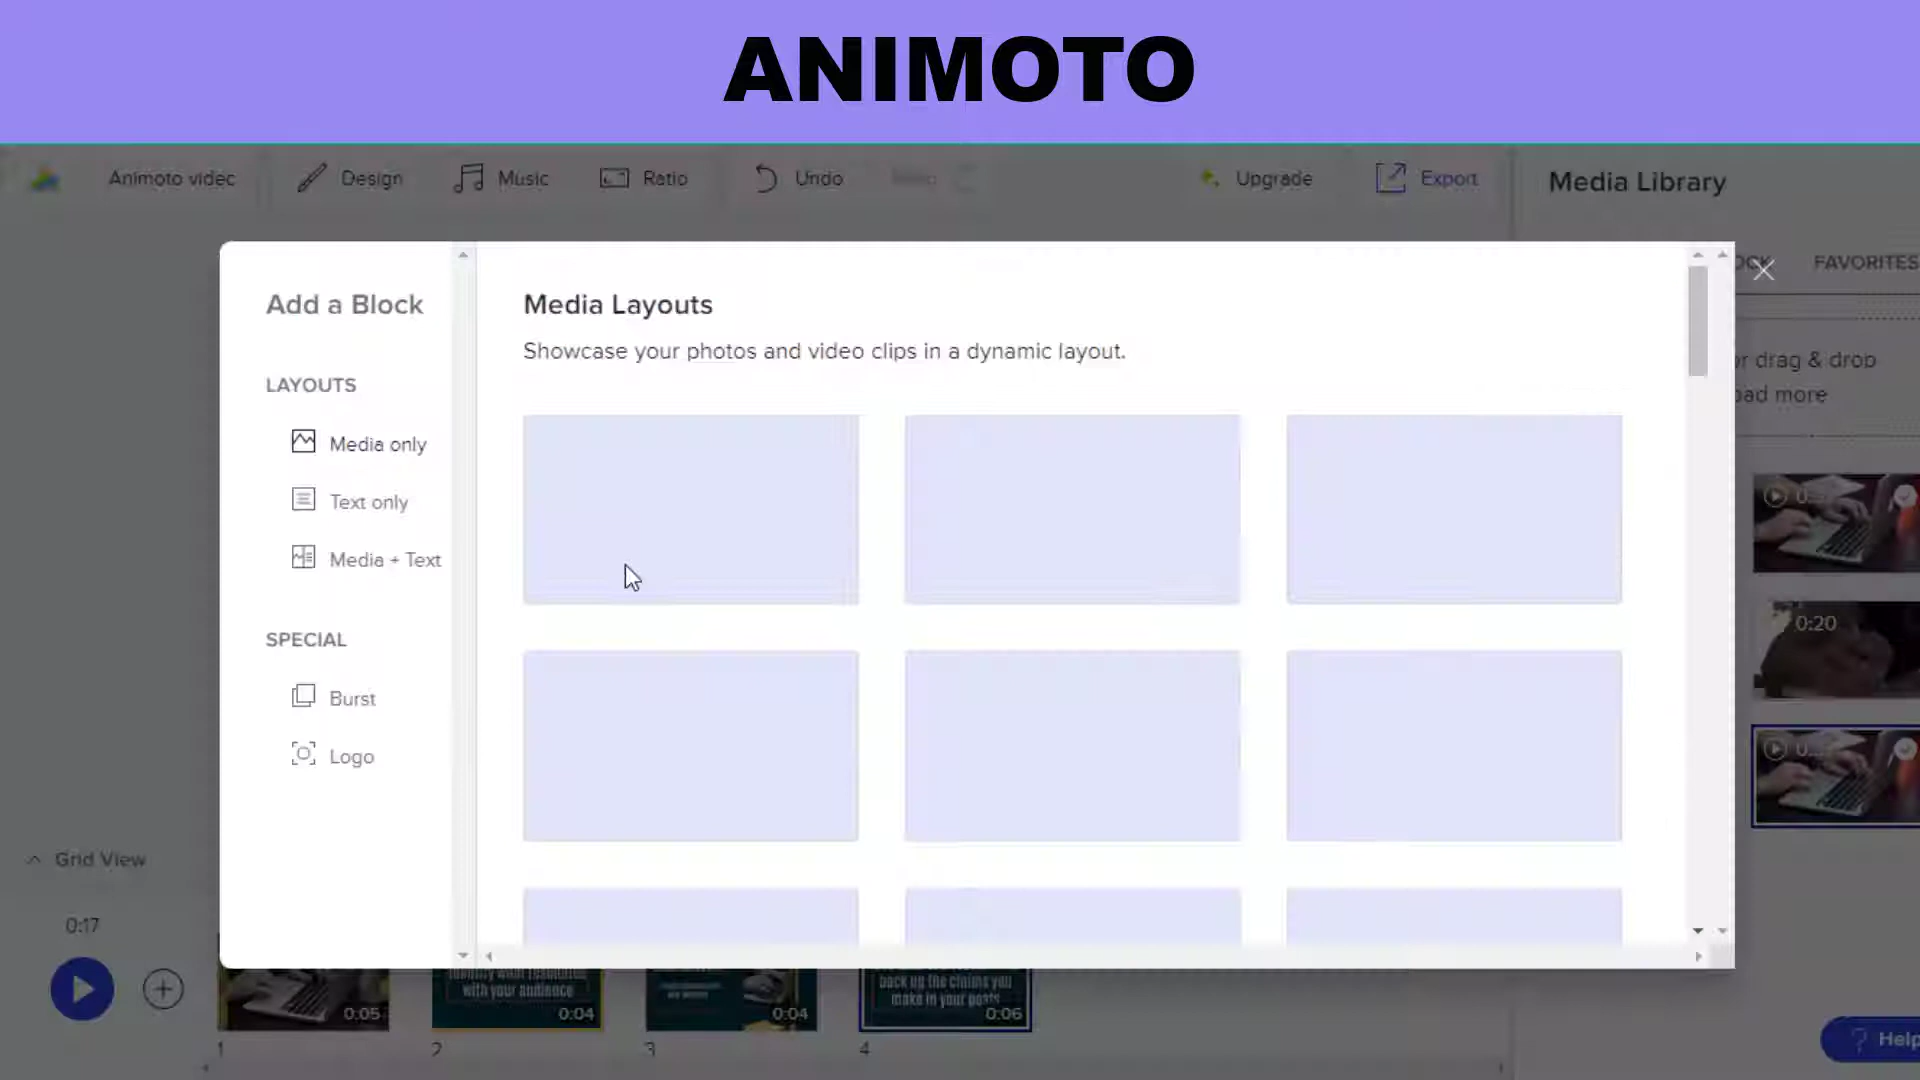 ANIMOTO
Animoto videc
Design
Music
Ratio
Undo
Upgrade
Export
Media Library
FAVORITES
Add a Block
LAYOUTS
Media only
Text only
Media + Text
SPECIAL
Burst
Logo
Media Layouts
Showcase your photos and video clips in a dynamic layout.
or drag & drop
oad more
0:20
Grid View
0:17
0:05
with your audience
0:04
0:04
back up the claims you
make in your posts
0:06
1
2
3
4
Help